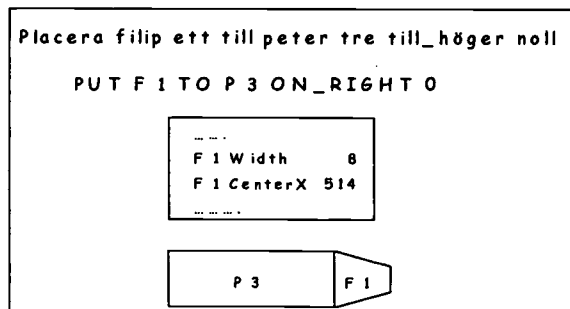 Placera filip ett till peter tre till_höger noll
PUT F 1 TO P 3 ON_RIGHT 0
... ... .
F 1 Width 8
F 1 CenterX 514
... ... ... .
P 3 F 1